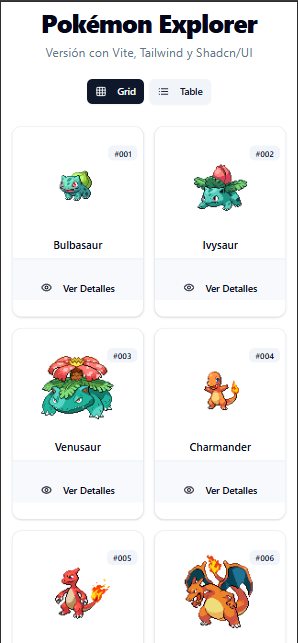 Pokémon Explorer
Versión con Vite, Tailwind y Shadcn/UI
Grid Table
#001 #002
Bulbasaur Ivysaur
Ver Detalles Ver Detalles
#003 #004
Venusaur Charmander
Ver Detalles Ver Detalles
#005 #006